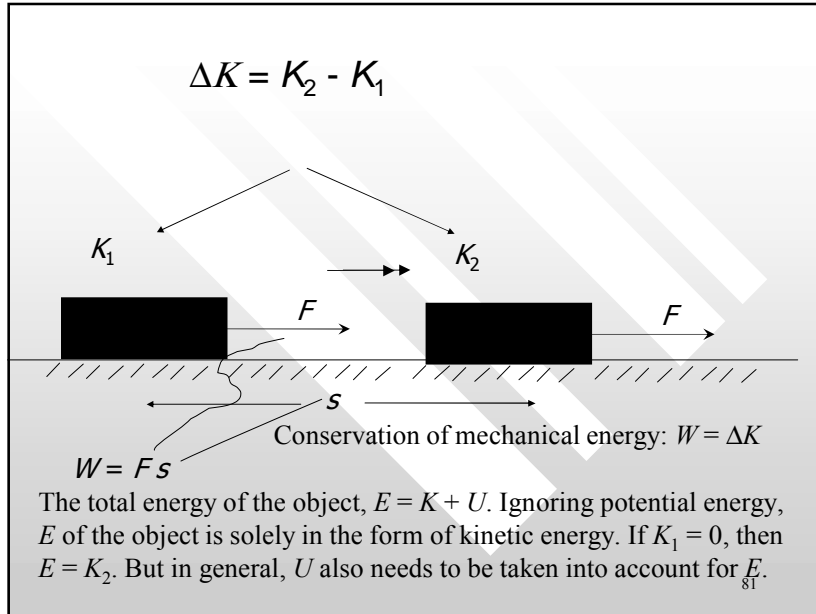 ΔK = K₂ - K₁
K₁
K₂
F
F
s
Conservation of mechanical energy: W = ΔK
W = F s
The total energy of the object, E = K + U. Ignoring potential energy,
E of the object is solely in the form of kinetic energy. If K₁ = 0, then
E = K₂. But in general, U also needs to be taken into account for E.
81